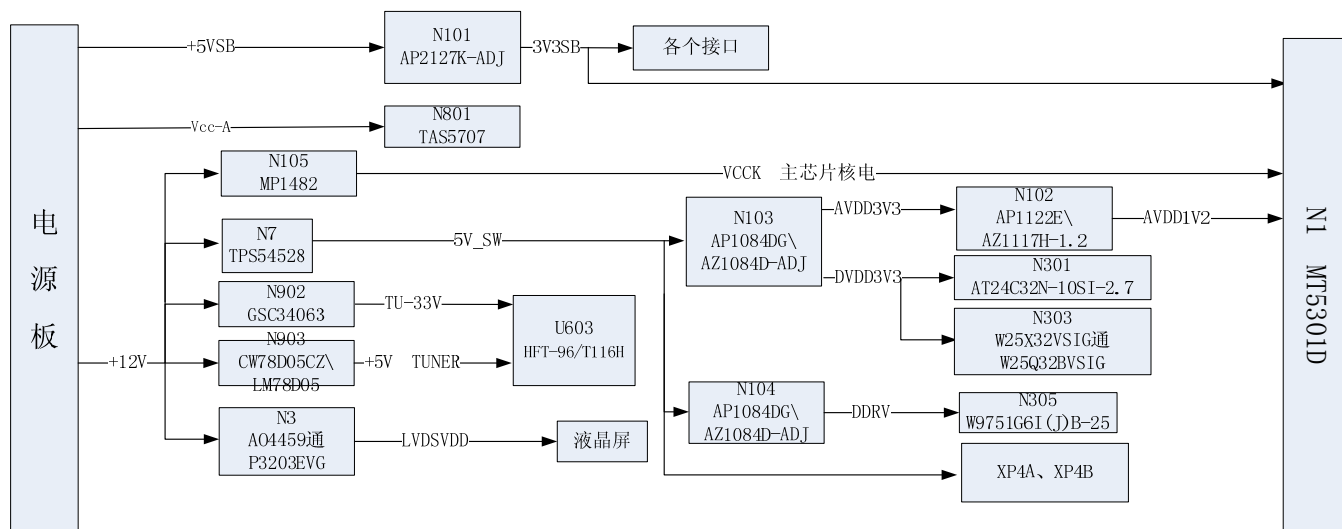 电源板
+5VSB
N101
AP2127K-ADJ
3V3SB
各个接口
Vcc-A
N801
TAS5707
+12V
N105
MP1482
VCCK 主芯片核电
N7
TPS54528
5V_SW
N103
AP1084DG\
AZ1084D-ADJ
AVDD3V3
N102
AP1122E\
AZ1117H-1.2
AVDD1V2
DVDD3V3
N301
AT24C32N-10SI-2.7
N303
W25X32VSIG通
W25Q32BVSIG
N902
GSC34063
TU-33V
U603
HFT-96/T116H
N903
CW78D05CZ\
LM78D05
+5V TUNER
N104
AP1084DG\
AZ1084D-ADJ
DDRV
N305
W9751G6I(J)B-25
N3
AO4459通
P3203EVG
LVDSVDD
液晶屏
XP4A、XP4B
N1 MT5301D